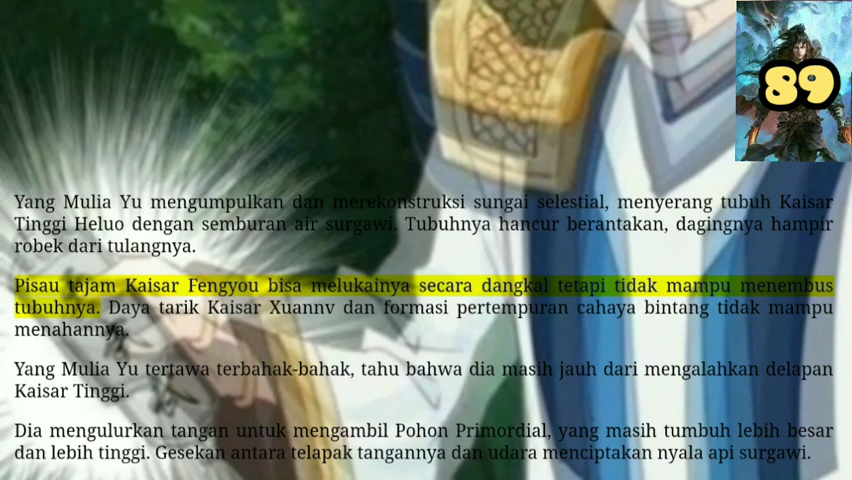 89
Yang Mulia Yu mengumpulkan dan merekonstruksi sungai selestial, menyerang tubuh Kaisar
Tinggi Heluo dengan semburan air surgawi. Tubuhnya hancur berantakan, dagingnya hampir
robek dari tulangnya.
Pisau tajam Kaisar Fengyou bisa melukainya secara dangkal tetapi tidak mampu menembus
tubuhnya. Daya tarik Kaisar Xuannv dan formasi pertempuran cahaya bintang tidak mampu
menahannya.
Yang Mulia Yu tertawa terbahak-bahak, tahu bahwa dia masih jauh dari mengalahkan delapan
Kaisar Tinggi.
Dia mengulurkan tangan untuk mengambil Pohon Primordial, yang masih tumbuh lebih besar
dan lebih tinggi. Gesekan antara telapak tangannya dan udara menciptakan nyala api surgawi.